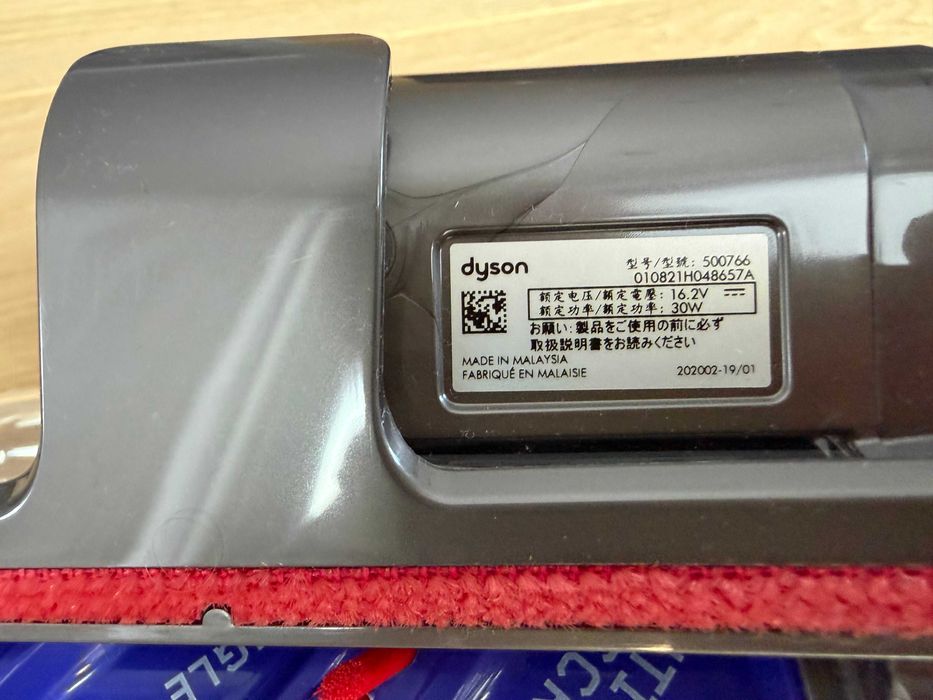 dyson
型号/型號: 500766
010821H048657A
额定电压/額定電壓: 16.2V ⎓
额定功率/額定功率: 30W
お願い: 製品をご使用の前に必ず
取扱説明書をお読みください
MADE IN MALAYSIA
FABRIQUÉ EN MALAISIE
202002-19/01
GLE